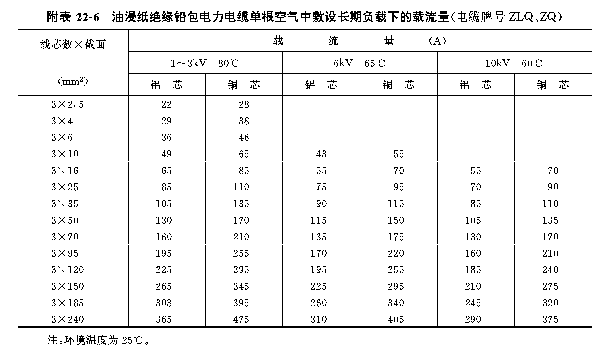 附表 22-6 油浸纸绝缘铅包电力电缆单根空气中敷设长期负载下的载流量(电缆牌号 ZLQ、ZQ)
线芯数×截面 (mm²) 载 流 量 (A)
1～3kV 80℃ 6kV 65℃ 10kV 60℃
铝 芯 铜 芯 铝 芯 铜 芯 铝 芯 铜 芯
3×2.5 22 28
3×4 29 38
3×6 36 46
3×10 49 65 43 55
3×16 65 85 55 70 55 70
3×25 85 110 75 95 70 90
3×35 105 135 90 115 85 110
3×50 130 170 115 150 105 135
3×70 160 210 135 175 130 170
3×95 195 255 170 220 160 210
3×120 225 295 195 255 185 240
3×150 265 345 225 295 210 275
3×185 303 395 260 340 245 320
3×240 365 475 310 405 290 375
注:环境温度为25℃。